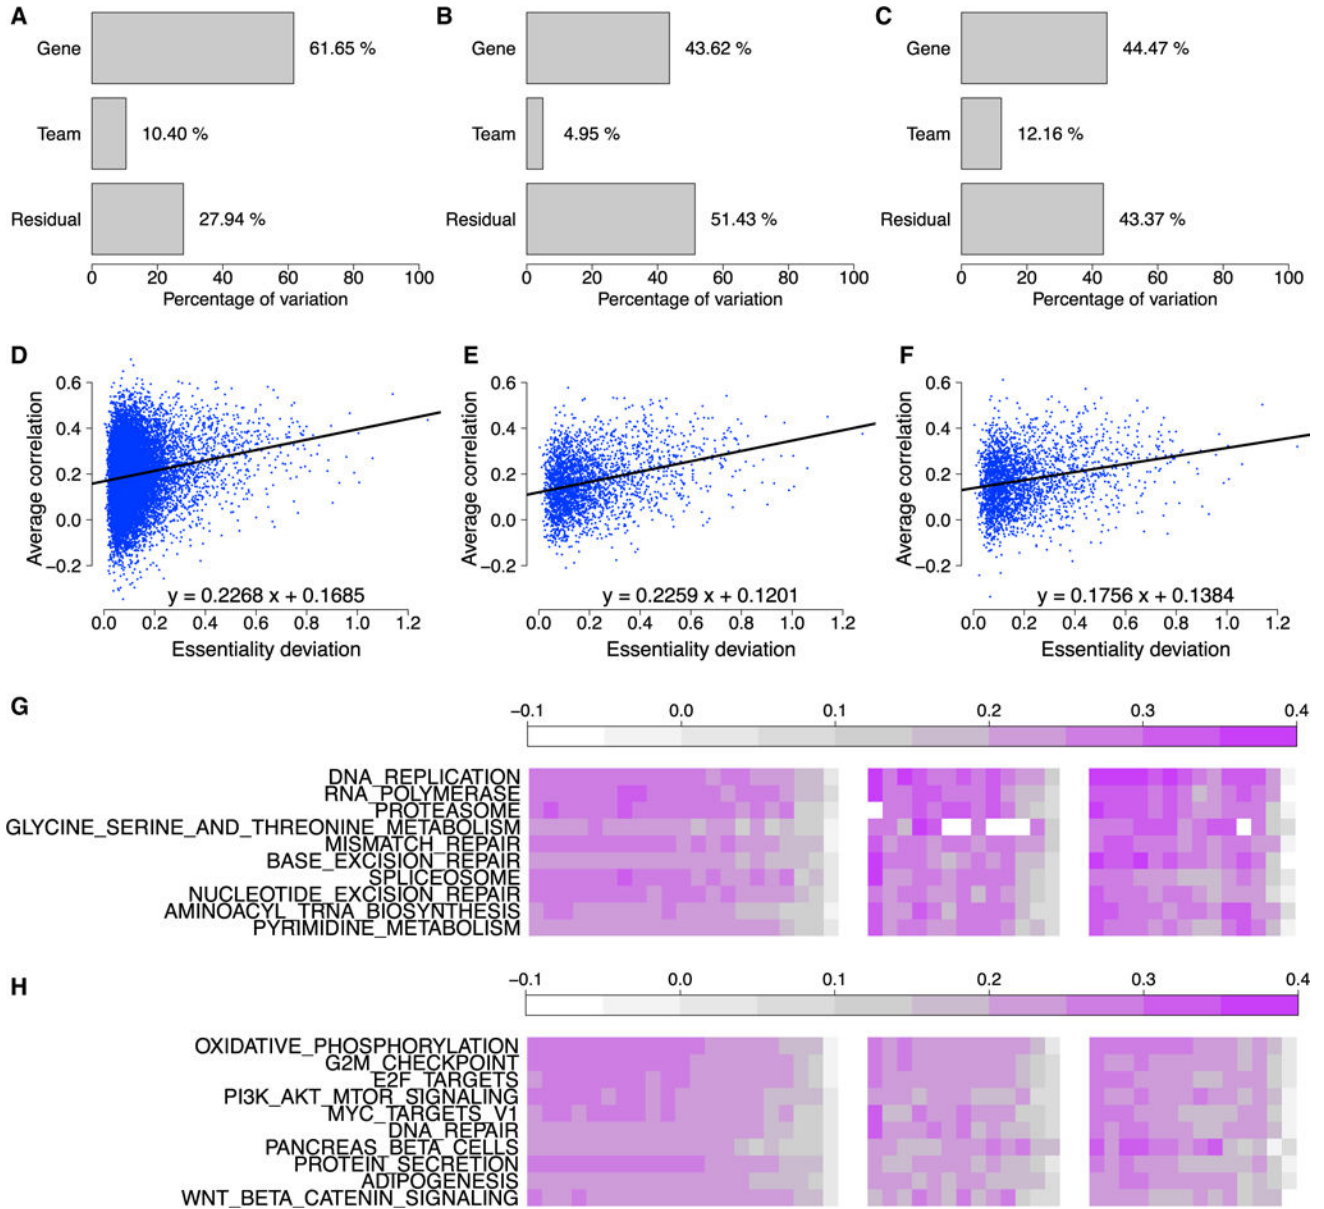 A
Gene
61.65 %
Team
10.40 %
Residual
27.94 %
0 20 40 60 80 100
Percentage of variation
B
Gene
43.62 %
Team
4.95 %
Residual
51.43 %
0 20 40 60 80 100
Percentage of variation
C
Gene
44.47 %
Team
12.16 %
Residual
43.37 %
0 20 40 60 80 100
Percentage of variation
D
Average correlation
0.6
0.4
0.2
0.0
−0.2
y = 0.2268 x + 0.1685
0.0 0.2 0.4 0.6 0.8 1.0 1.2
Essentiality deviation
E
Average correlation
0.6
0.4
0.2
0.0
−0.2
y = 0.2259 x + 0.1201
0.0 0.2 0.4 0.6 0.8 1.0 1.2
Essentiality deviation
F
Average correlation
0.6
0.4
0.2
0.0
−0.2
y = 0.1756 x + 0.1384
0.0 0.2 0.4 0.6 0.8 1.0 1.2
Essentiality deviation
G
−0.1 0.0 0.1 0.2 0.3 0.4
DNA_REPLICATION
RNA_POLYMERASE
PROTEASOME
GLYCINE_SERINE_AND_THREONINE_METABOLISM
MISMATCH_REPAIR
BASE_EXCISION_REPAIR
SPLICEOSOME
NUCLEOTIDE_EXCISION_REPAIR
AMINOACYL_TRNA_BIOSYNTHESIS
PYRIMIDINE_METABOLISM
H
−0.1 0.0 0.1 0.2 0.3 0.4
OXIDATIVE_PHOSPHORYLATION
G2M_CHECKPOINT
E2F_TARGETS
PI3K_AKT_MTOR_SIGNALING
MYC_TARGETS_V1
DNA_REPAIR
PANCREAS_BETA_CELLS
PROTEIN_SECRETION
ADIPOGENESIS
WNT_BETA_CATENIN_SIGNALING